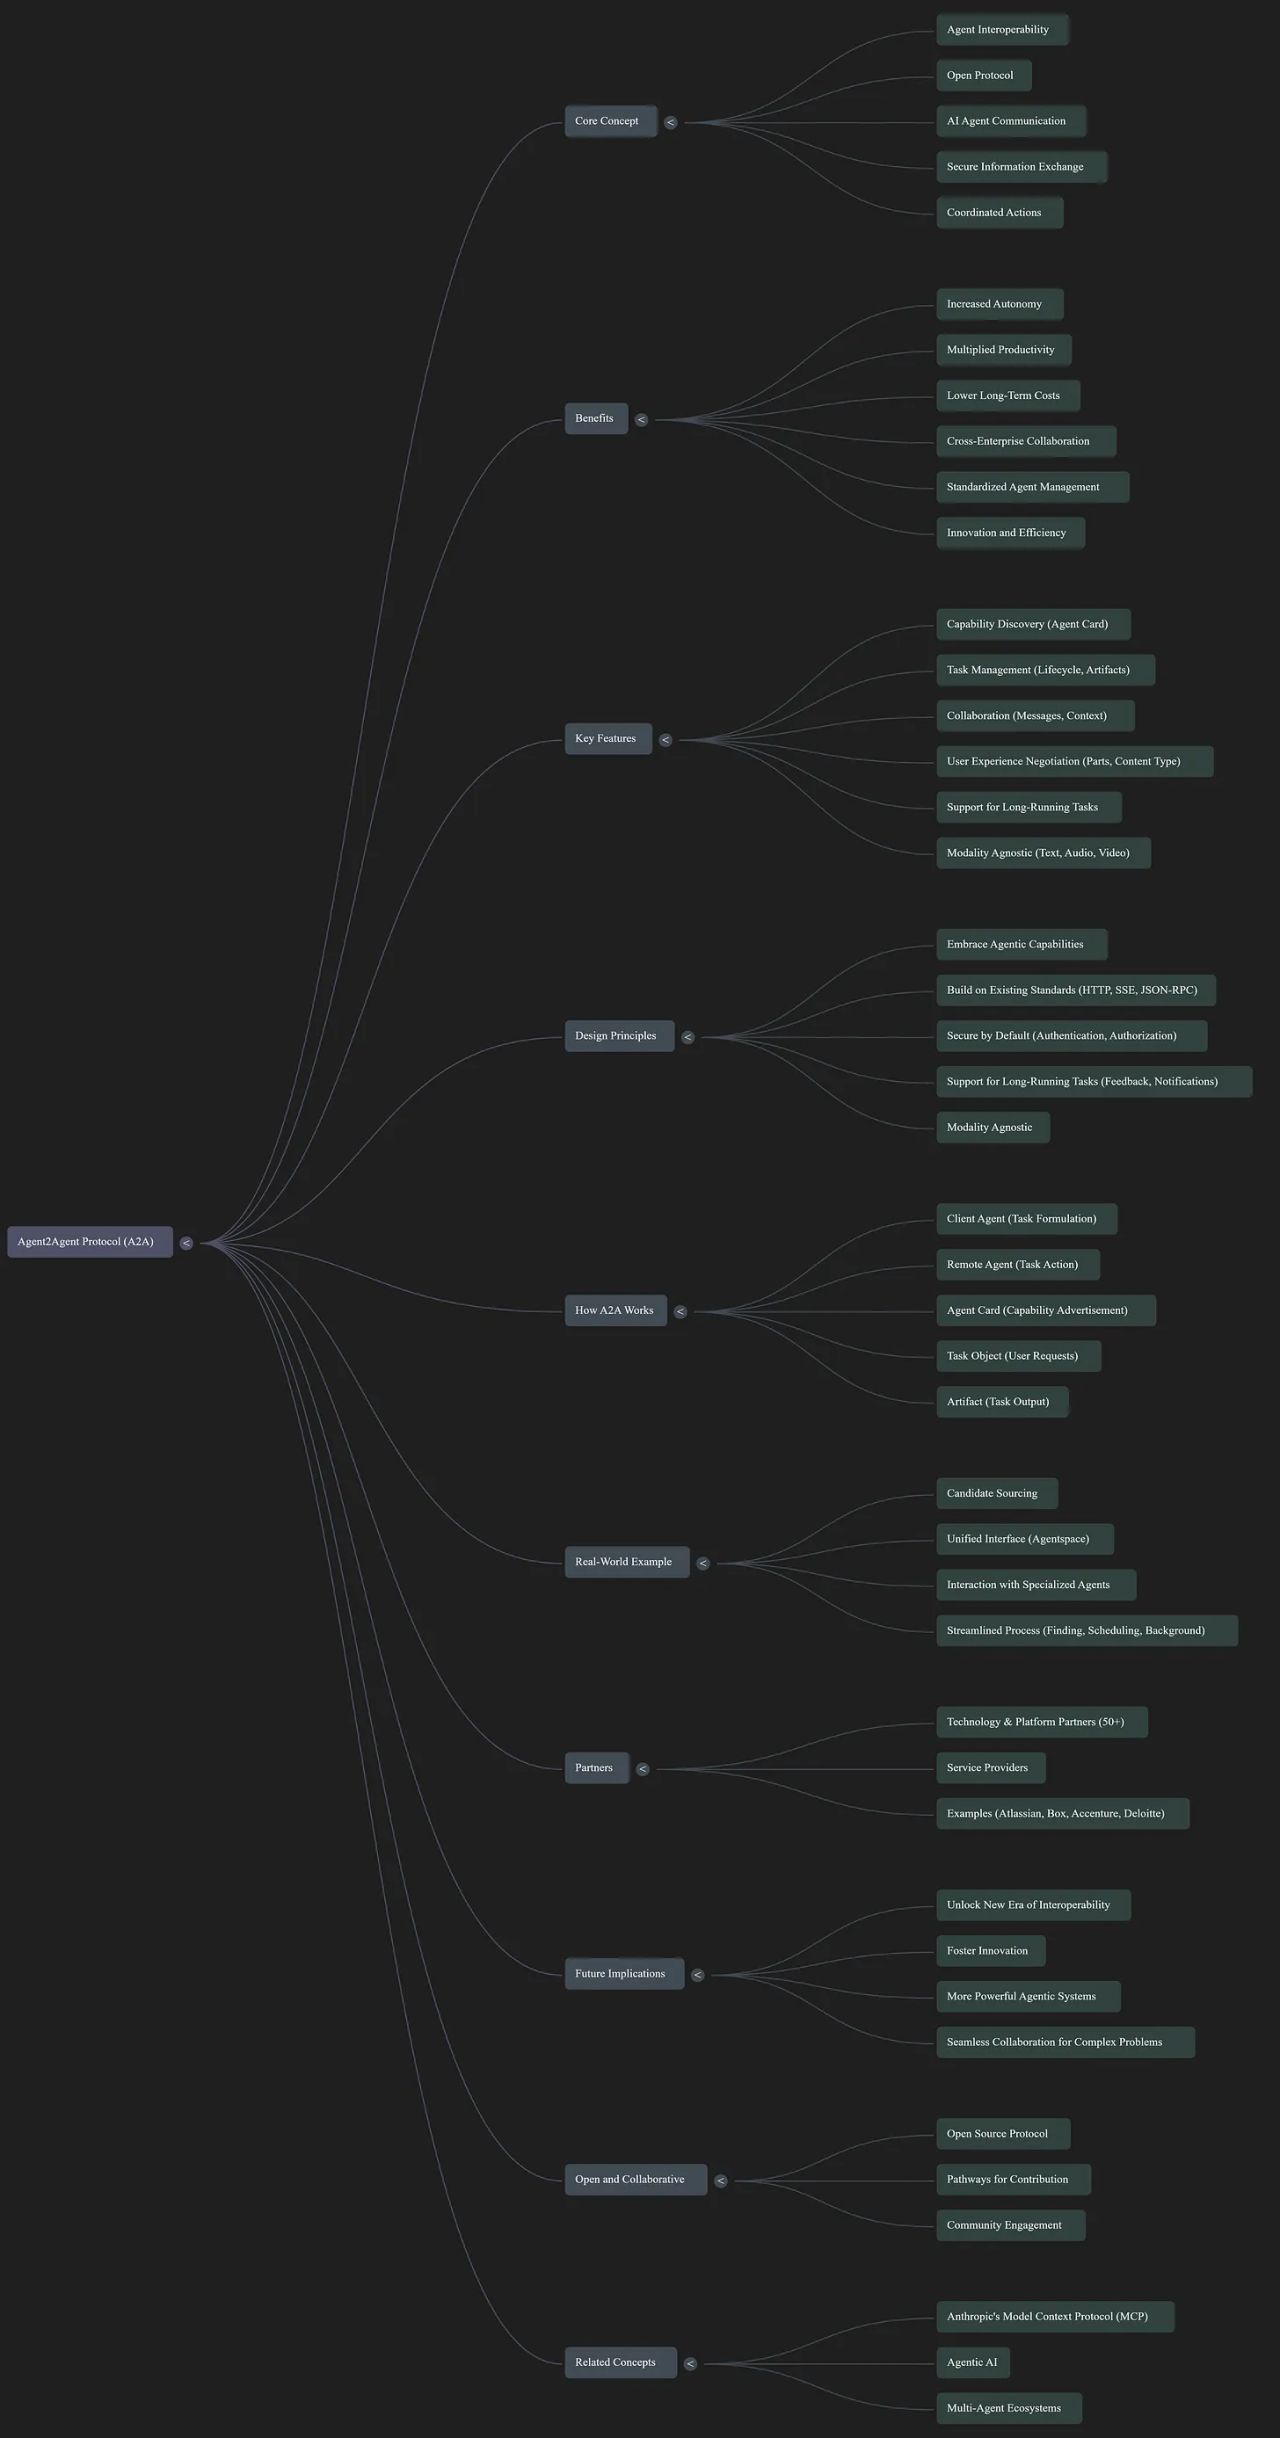 Agent2Agent Protocol (A2A)
Core Concept
Agent Interoperability
Open Protocol
AI Agent Communication
Secure Information Exchange
Coordinated Actions
Benefits
Increased Autonomy
Multiplied Productivity
Lower Long-Term Costs
Cross-Enterprise Collaboration
Standardized Agent Management
Innovation and Efficiency
Key Features
Capability Discovery (Agent Card)
Task Management (Lifecycle, Artifacts)
Collaboration (Messages, Context)
User Experience Negotiation (Parts, Content Type)
Support for Long-Running Tasks
Modality Agnostic (Text, Audio, Video)
Design Principles
Embrace Agentic Capabilities
Build on Existing Standards (HTTP, SSE, JSON-RPC)
Secure by Default (Authentication, Authorization)
Support for Long-Running Tasks (Feedback, Notifications)
Modality Agnostic
How A2A Works
Client Agent (Task Formulation)
Remote Agent (Task Action)
Agent Card (Capability Advertisement)
Task Object (User Requests)
Artifact (Task Output)
Real-World Example
Candidate Sourcing
Unified Interface (Agentspace)
Interaction with Specialized Agents
Streamlined Process (Finding, Scheduling, Background)
Partners
Technology & Platform Partners (50+)
Service Providers
Examples (Atlassian, Box, Accenture, Deloitte)
Future Implications
Unlock New Era of Interoperability
Foster Innovation
More Powerful Agentic Systems
Seamless Collaboration for Complex Problems
Open and Collaborative
Open Source Protocol
Pathways for Contribution
Community Engagement
Related Concepts
Anthropic's Model Context Protocol (MCP)
Agentic AI
Multi-Agent Ecosystems